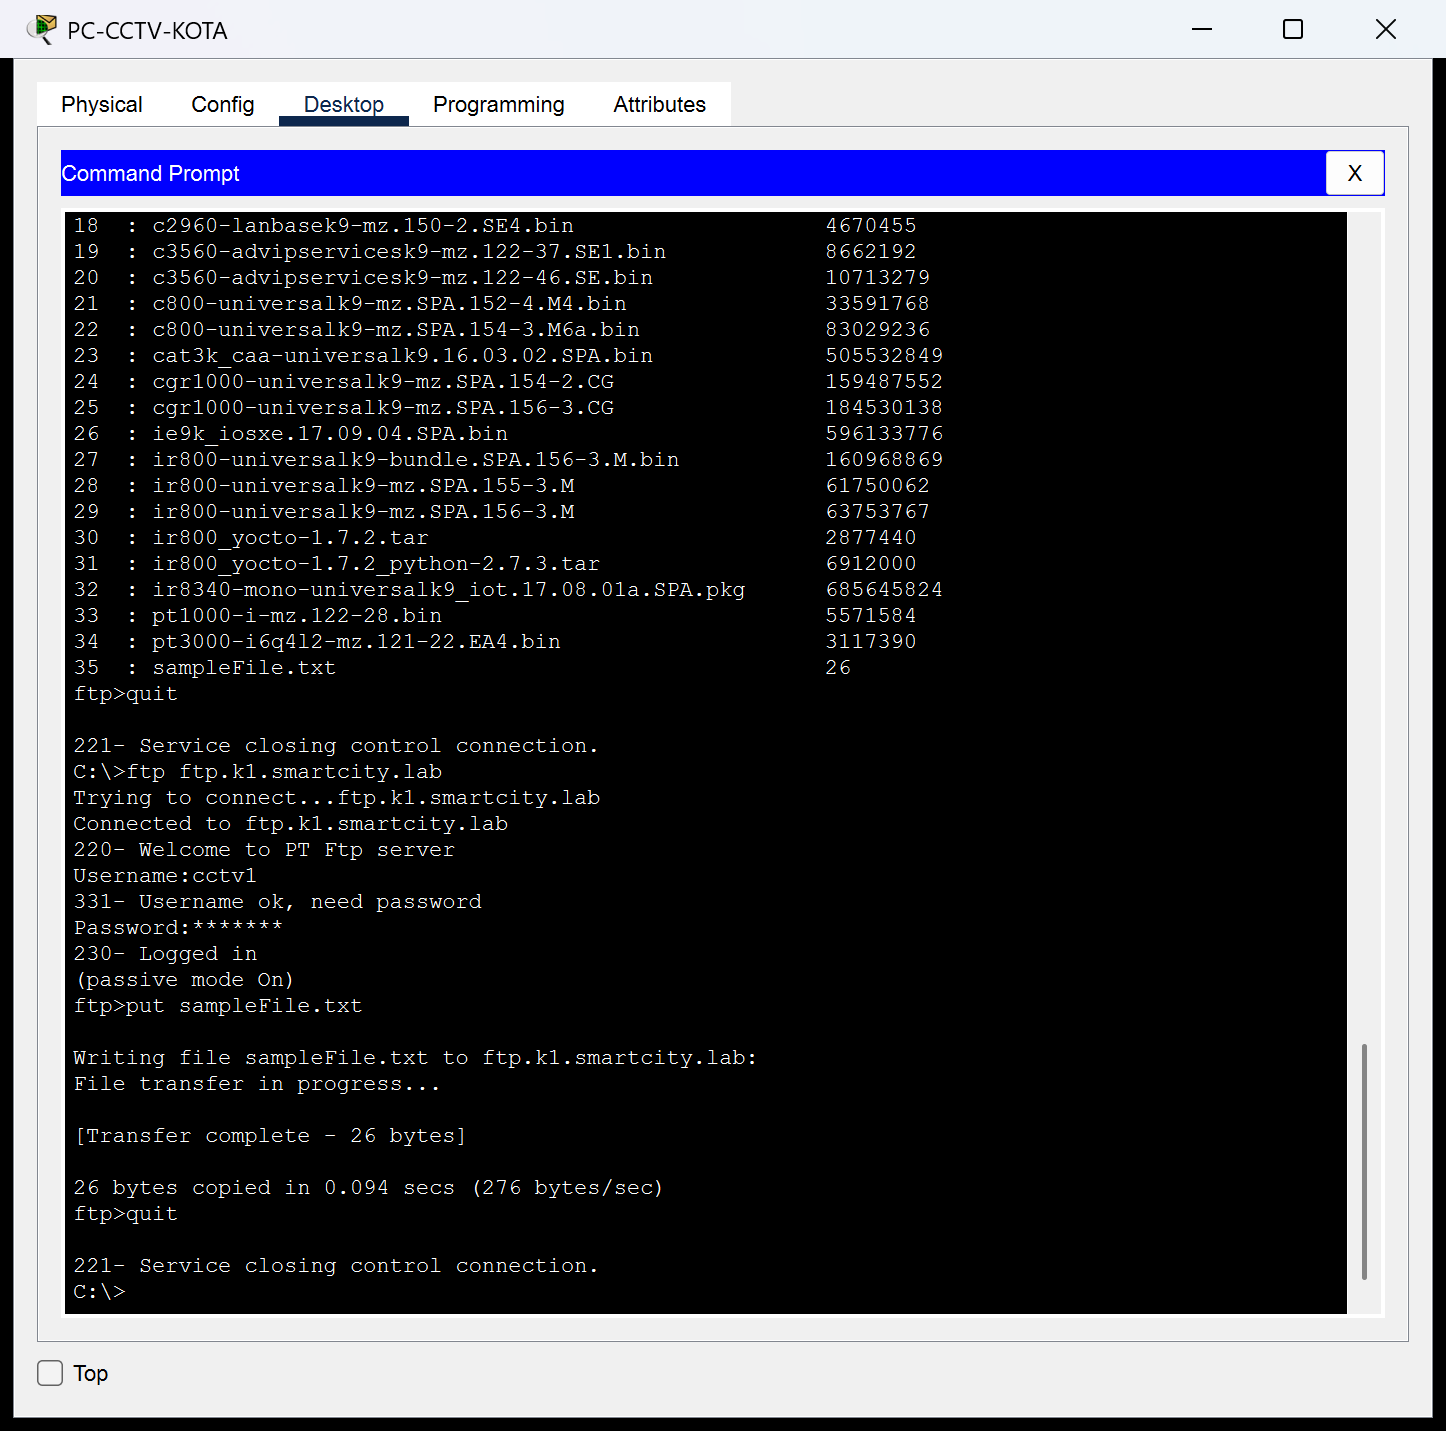 PC-CCTV-KOTA
Physical Config Desktop Programming Attributes
Command Prompt X
18 : c2960-lanbasek9-mz.150-2.SE4.bin 4670455
19 : c3560-advipservicesk9-mz.122-37.SE1.bin 8662192
20 : c3560-advipservicesk9-mz.122-46.SE.bin 10713279
21 : c800-universalk9-mz.SPA.152-4.M4.bin 33591768
22 : c800-universalk9-mz.SPA.154-3.M6a.bin 83029236
23 : cat3k_caa-universalk9.16.03.02.SPA.bin 505532849
24 : cgr1000-universalk9-mz.SPA.154-2.CG 159487552
25 : cgr1000-universalk9-mz.SPA.156-3.CG 184530138
26 : ie9k_iosxe.17.09.04.SPA.bin 596133776
27 : ir800-universalk9-bundle.SPA.156-3.M.bin 160968869
28 : ir800-universalk9-mz.SPA.155-3.M 61750062
29 : ir800-universalk9-mz.SPA.156-3.M 63753767
30 : ir800_yocto-1.7.2.tar 2877440
31 : ir800_yocto-1.7.2_python-2.7.3.tar 6912000
32 : ir8340-mono-universalk9_iot.17.08.01a.SPA.pkg 685645824
33 : pt1000-i-mz.122-28.bin 5571584
34 : pt3000-i6q4l2-mz.121-22.EA4.bin 3117390
35 : sampleFile.txt 26
ftp>quit
221- Service closing control connection.
C:\>ftp ftp.k1.smartcity.lab
Trying to connect...ftp.k1.smartcity.lab
Connected to ftp.k1.smartcity.lab
220- Welcome to PT Ftp server
Username:cctv1
331- Username ok, need password
Password:*******
230- Logged in
(passive mode On)
ftp>put sampleFile.txt
Writing file sampleFile.txt to ftp.k1.smartcity.lab:
File transfer in progress...
[Transfer complete - 26 bytes]
26 bytes copied in 0.094 secs (276 bytes/sec)
ftp>quit
221- Service closing control connection.
C:\>
Top